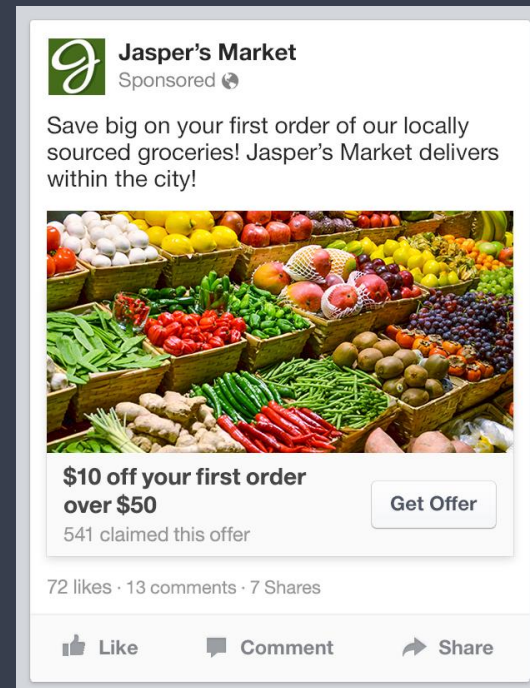 Jasper's Market
Sponsored
Save big on your first order of our locally
sourced groceries! Jasper's Market delivers
within the city!
$10 off your first order
over $50
Get Offer
541 claimed this offer
72 likes · 13 comments · 7 Shares
Like Comment Share